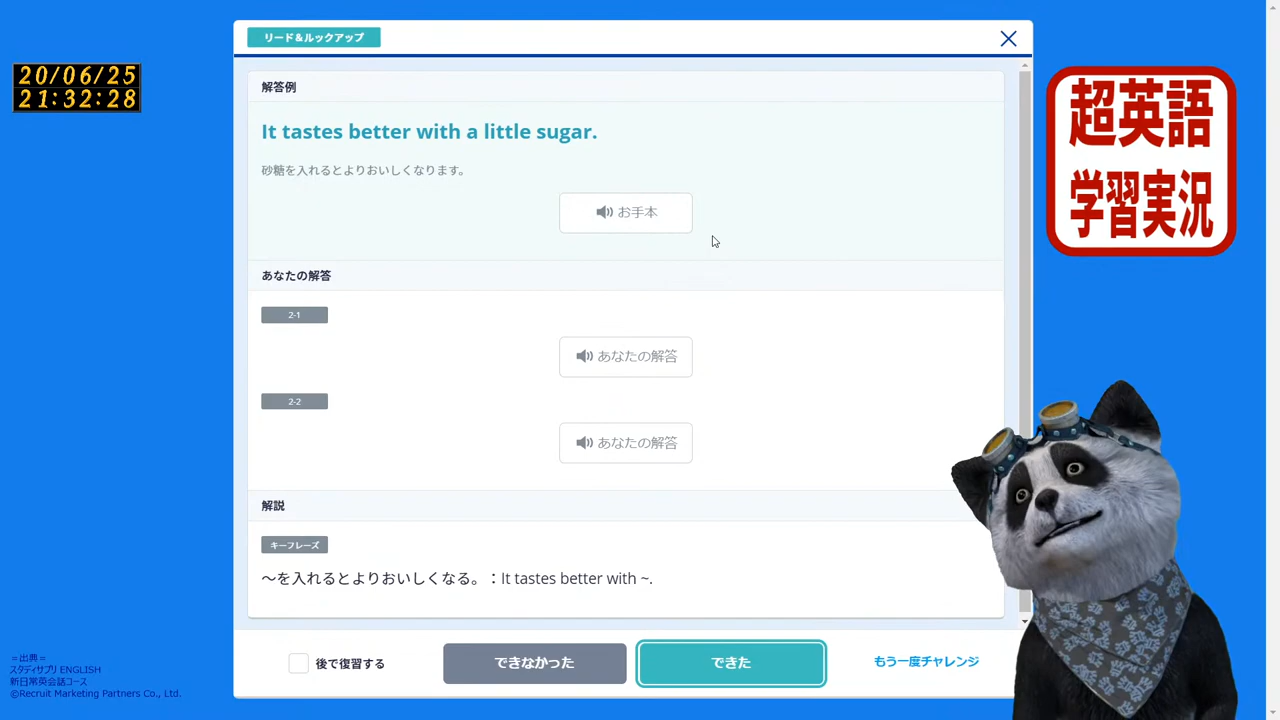 リード＆ルックアップ
20/06/25
21:32:28
解答例
It tastes better with a little sugar.
砂糖を入れるとよりおいしくなります。
お手本
あなたの解答
2-1
あなたの解答
2-2
あなたの解答
解説
キーフレーズ
～を入れるとよりおいしくなる。：It tastes better with ~.
後で復習する
できなかった
できた
もう一度チャレンジ
超英語
学習実況
＝出典＝
スタディサプリ ENGLISH
新日常英会話コース
©Recruit Marketing Partners Co., Ltd.